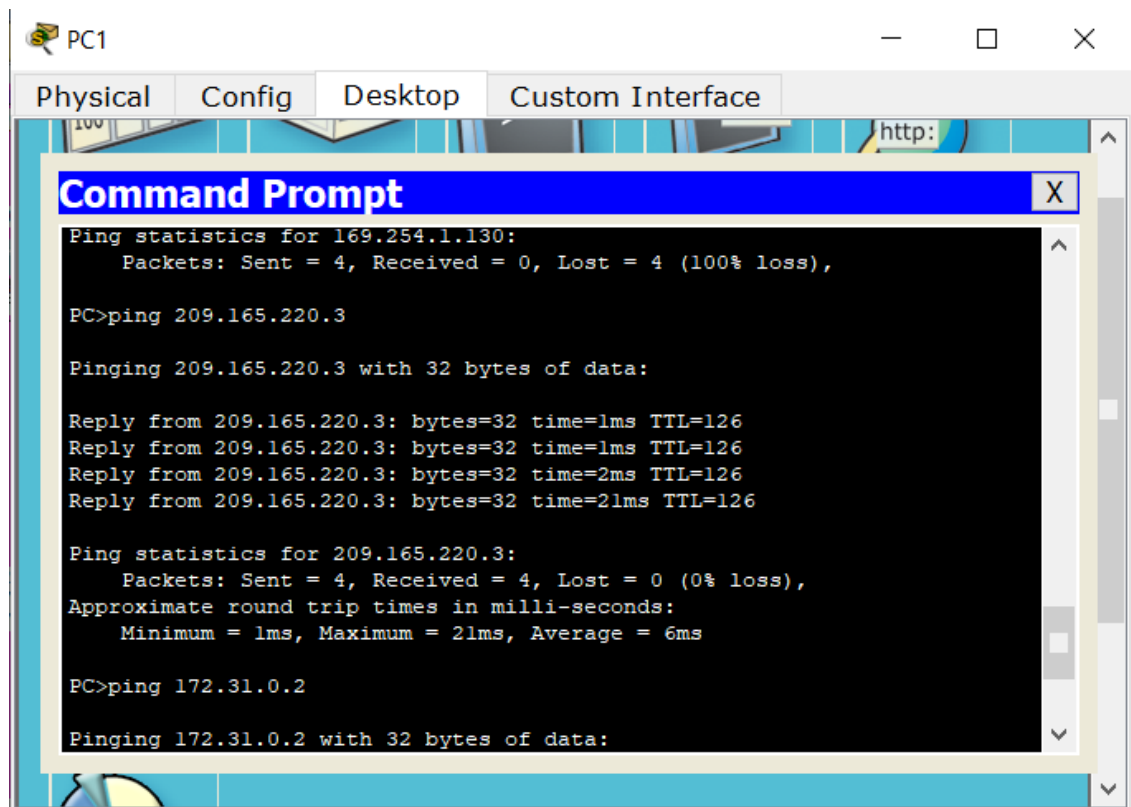 PC1
Physical Config Desktop Custom Interface
http:
Command Prompt X
Ping statistics for 169.254.1.130:
Packets: Sent = 4, Received = 0, Lost = 4 (100% loss),
PC>ping 209.165.220.3
Pinging 209.165.220.3 with 32 bytes of data:
Reply from 209.165.220.3: bytes=32 time=1ms TTL=126
Reply from 209.165.220.3: bytes=32 time=1ms TTL=126
Reply from 209.165.220.3: bytes=32 time=2ms TTL=126
Reply from 209.165.220.3: bytes=32 time=21ms TTL=126
Ping statistics for 209.165.220.3:
Packets: Sent = 4, Received = 4, Lost = 0 (0% loss),
Approximate round trip times in milli-seconds:
Minimum = 1ms, Maximum = 21ms, Average = 6ms
PC>ping 172.31.0.2
Pinging 172.31.0.2 with 32 bytes of data: